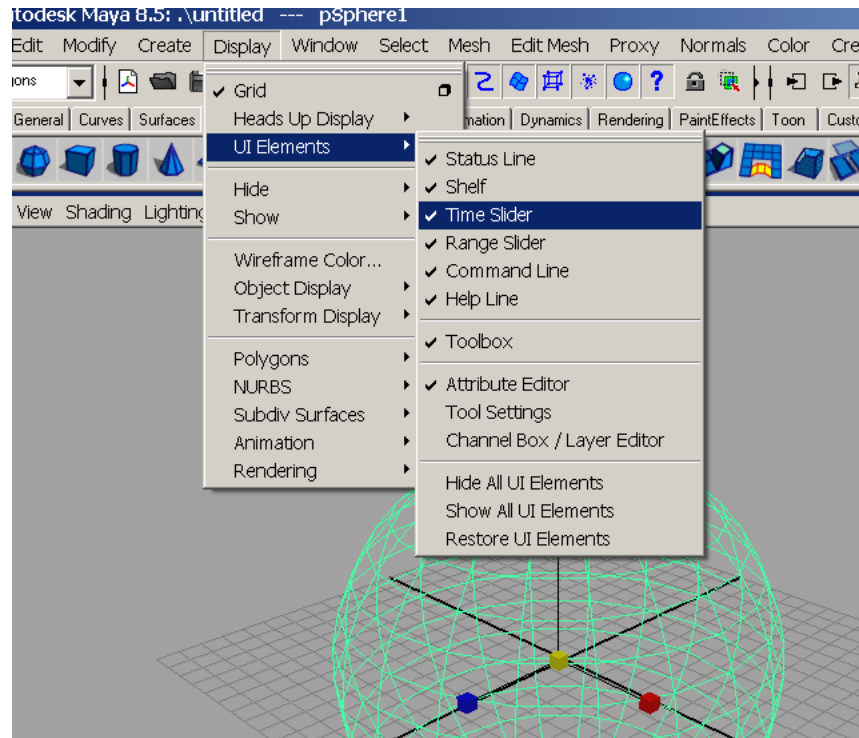 todesk Maya 8.5: .\untitled --- pSphere1
Edit Modify Create Display Window Select Mesh Edit Mesh Proxy Normals Color Cre
ons
General Curves Surfaces mation Dynamics Rendering PaintEffects Toon Custo
View Shading Lighting
Grid
Heads Up Display
UI Elements
Hide
Show
Wireframe Color...
Object Display
Transform Display
Polygons
NURBS
Subdiv Surfaces
Animation
Rendering
Status Line
Shelf
Time Slider
Range Slider
Command Line
Help Line
Toolbox
Attribute Editor
Tool Settings
Channel Box / Layer Editor
Hide All UI Elements
Show All UI Elements
Restore UI Elements